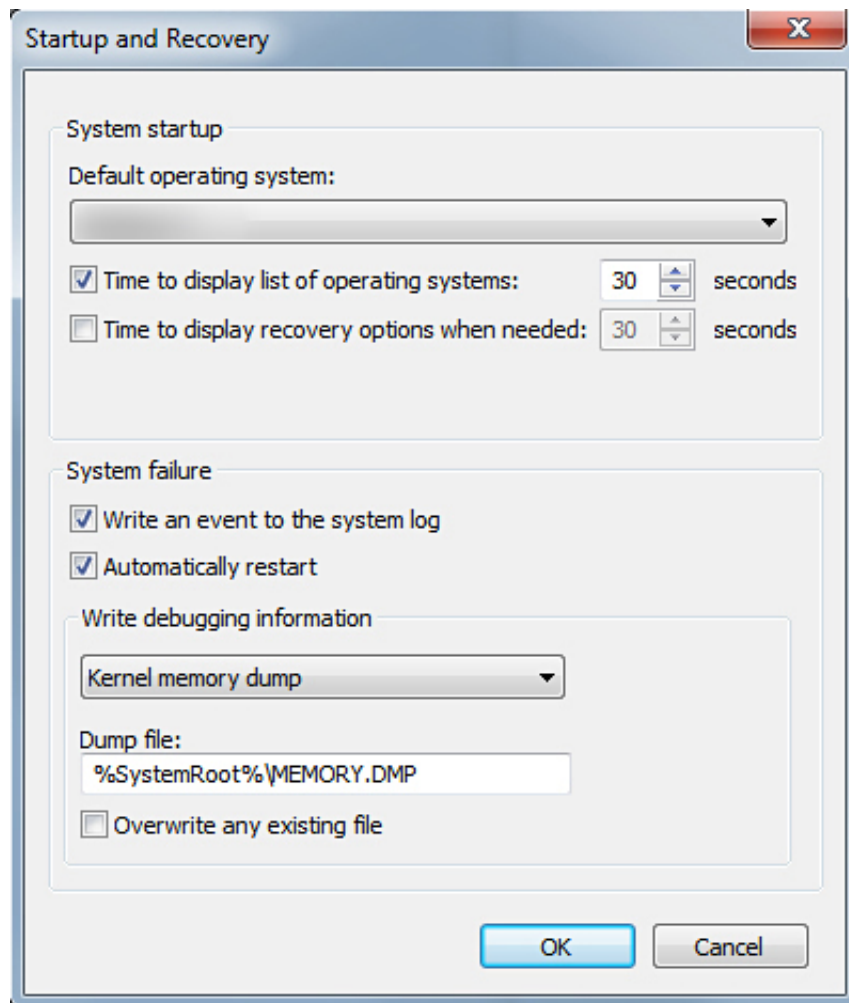 Startup and Recovery
System startup
Default operating system:
Time to display list of operating systems: 30 seconds
Time to display recovery options when needed: 30 seconds
System failure
Write an event to the system log
Automatically restart
Write debugging information
Kernel memory dump
Dump file:
%SystemRoot%\MEMORY.DMP
Overwrite any existing file
OK Cancel